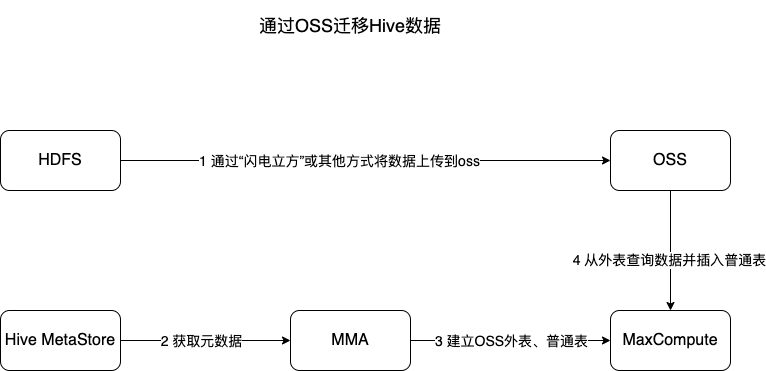 通过OSS迁移Hive数据
HDFS
1 通过“闪电立方”或其他方式将数据上传到oss
OSS
4 从外表查询数据并插入普通表
Hive MetaStore
2 获取元数据
MMA
3 建立OSS外表、普通表
MaxCompute